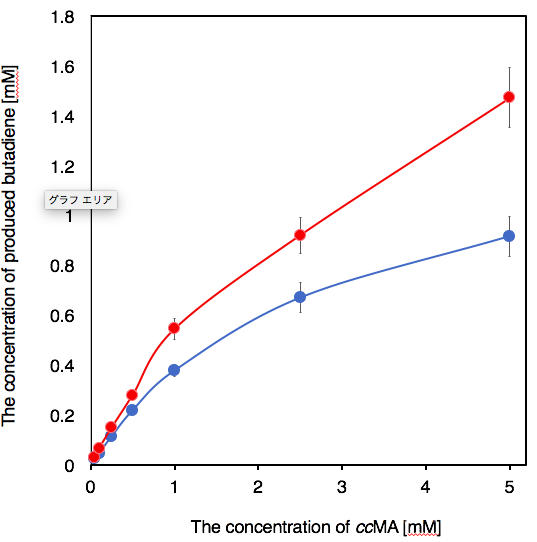 The concentration of produced butadiene [mM]
1.8
1.6
1.4
1.2
グラフ エリア
1
0.8
0.6
0.4
0.2
0
0 1 2 3 4 5
The concentration of ccMA [mM]